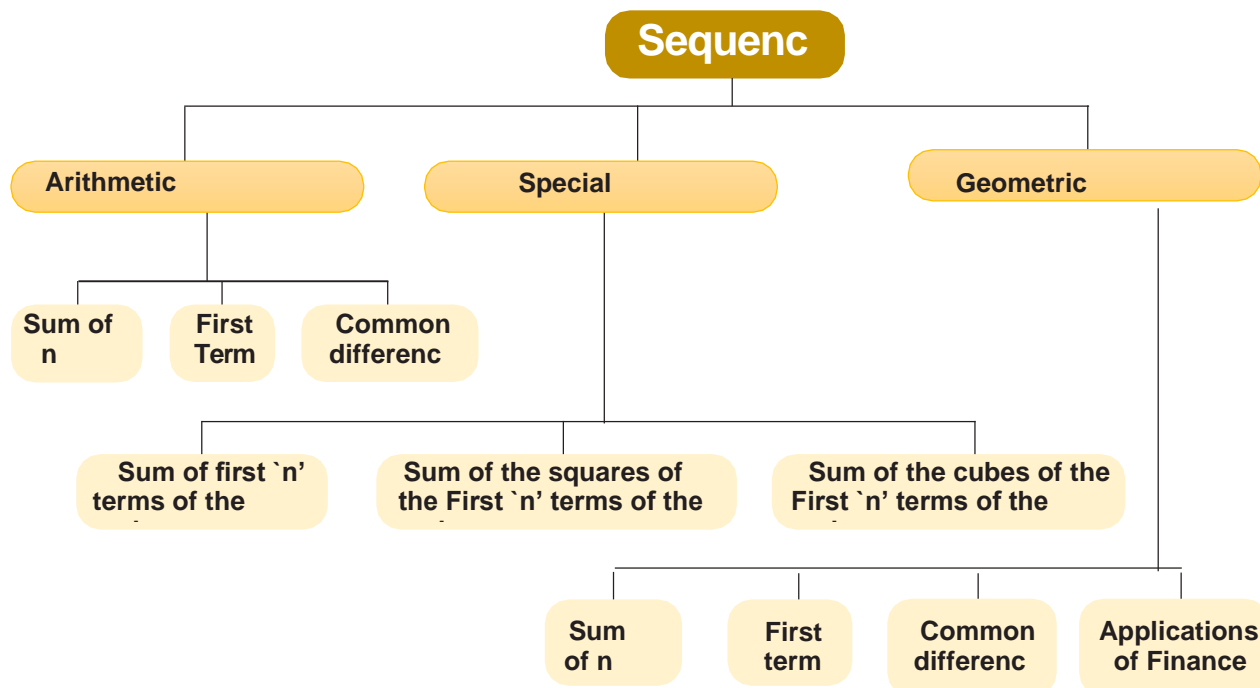 Sequenc
Arithmetic
Special
Geometric
Sum of
n
First
Term
Common
differenc
Sum of first `n’
terms of the
Sum of the squares of
the First `n’ terms of the
Sum of the cubes of the
First `n’ terms of the
Sum
of n
First
term
Common
differenc
Applications
of Finance